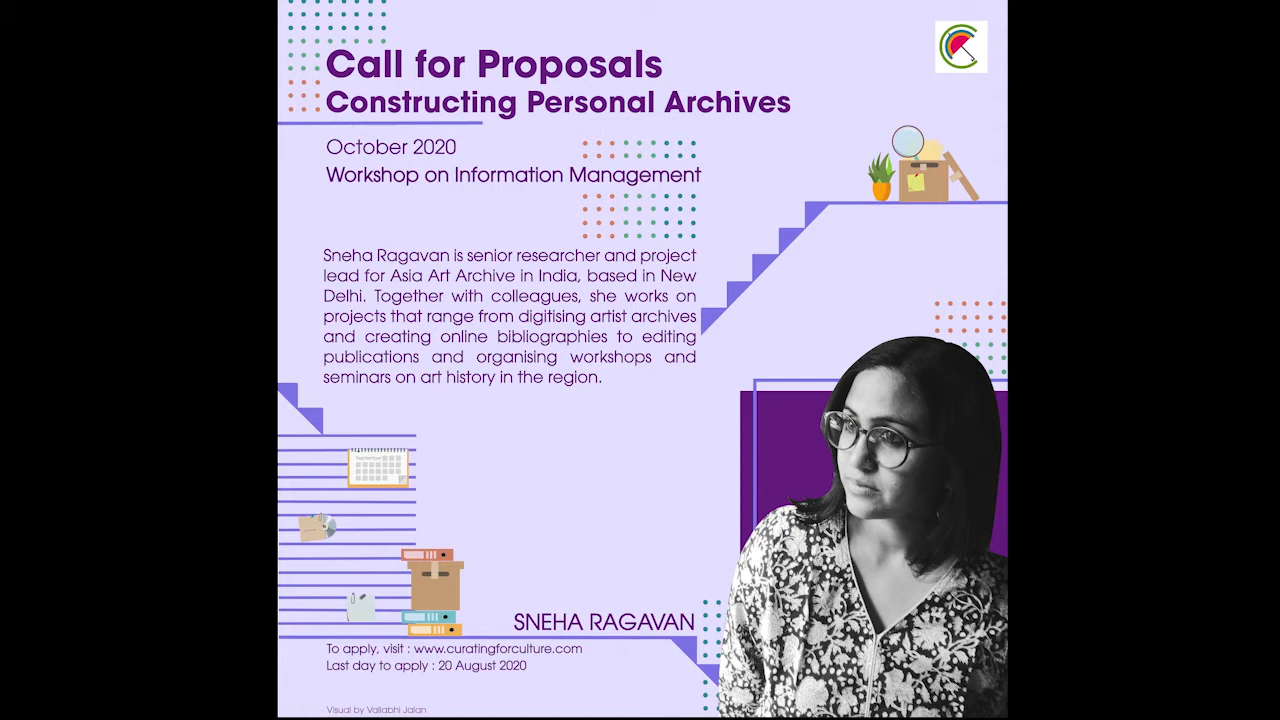 Call for Proposals
Constructing Personal Archives
October 2020
Workshop on Information Management
Sneha Ragavan is senior researcher and project
lead for Asia Art Archive in India, based in New
Delhi. Together with colleagues, she works on
projects that range from digitising artist archives
and creating online bibliographies to editing
publications and organising workshops and
seminars on art history in the region.
September
SNEHA RAGAVAN
To apply, visit : www.curatingforculture.com
Last day to apply : 20 August 2020
Visual by Vallabhi Jalan